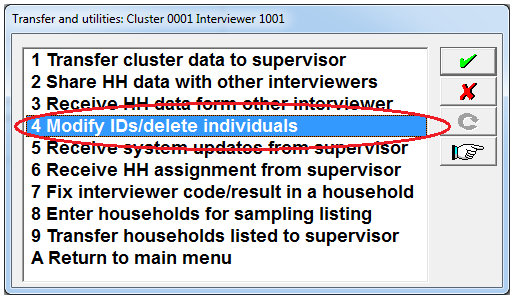 Transfer and utilities: Cluster 0001 Interviewer 1001
1 Transfer cluster data to supervisor
2 Share HH data with other interviewers
3 Receive HH data form other interviewer
4 Modify IDs/delete individuals
5 Receive system updates from supervisor
6 Receive HH assignment from supervisor
7 Fix interviewer code/result in a household
8 Enter households for sampling listing
9 Transfer households listed to supervisor
A Return to main menu